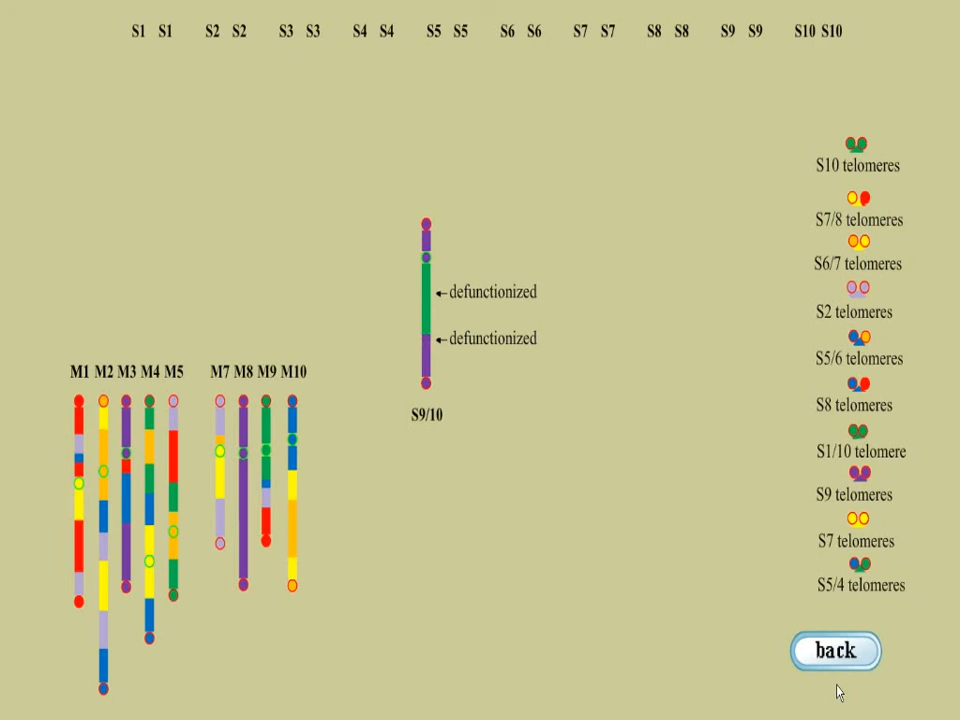 S1 S1 S2 S2 S3 S3 S4 S4 S5 S5 S6 S6 S7 S7 S8 S8 S9 S9 S10 S10
S10 telomeres
S7/8 telomeres
S6/7 telomeres
defunctionized
S2 telomeres
defunctionized
S5/6 telomeres
M1 M2 M3 M4 M5 M7 M8 M9 M10
S8 telomeres
S9/10
S1/10 telomere
S9 telomeres
S7 telomeres
S5/4 telomeres
back